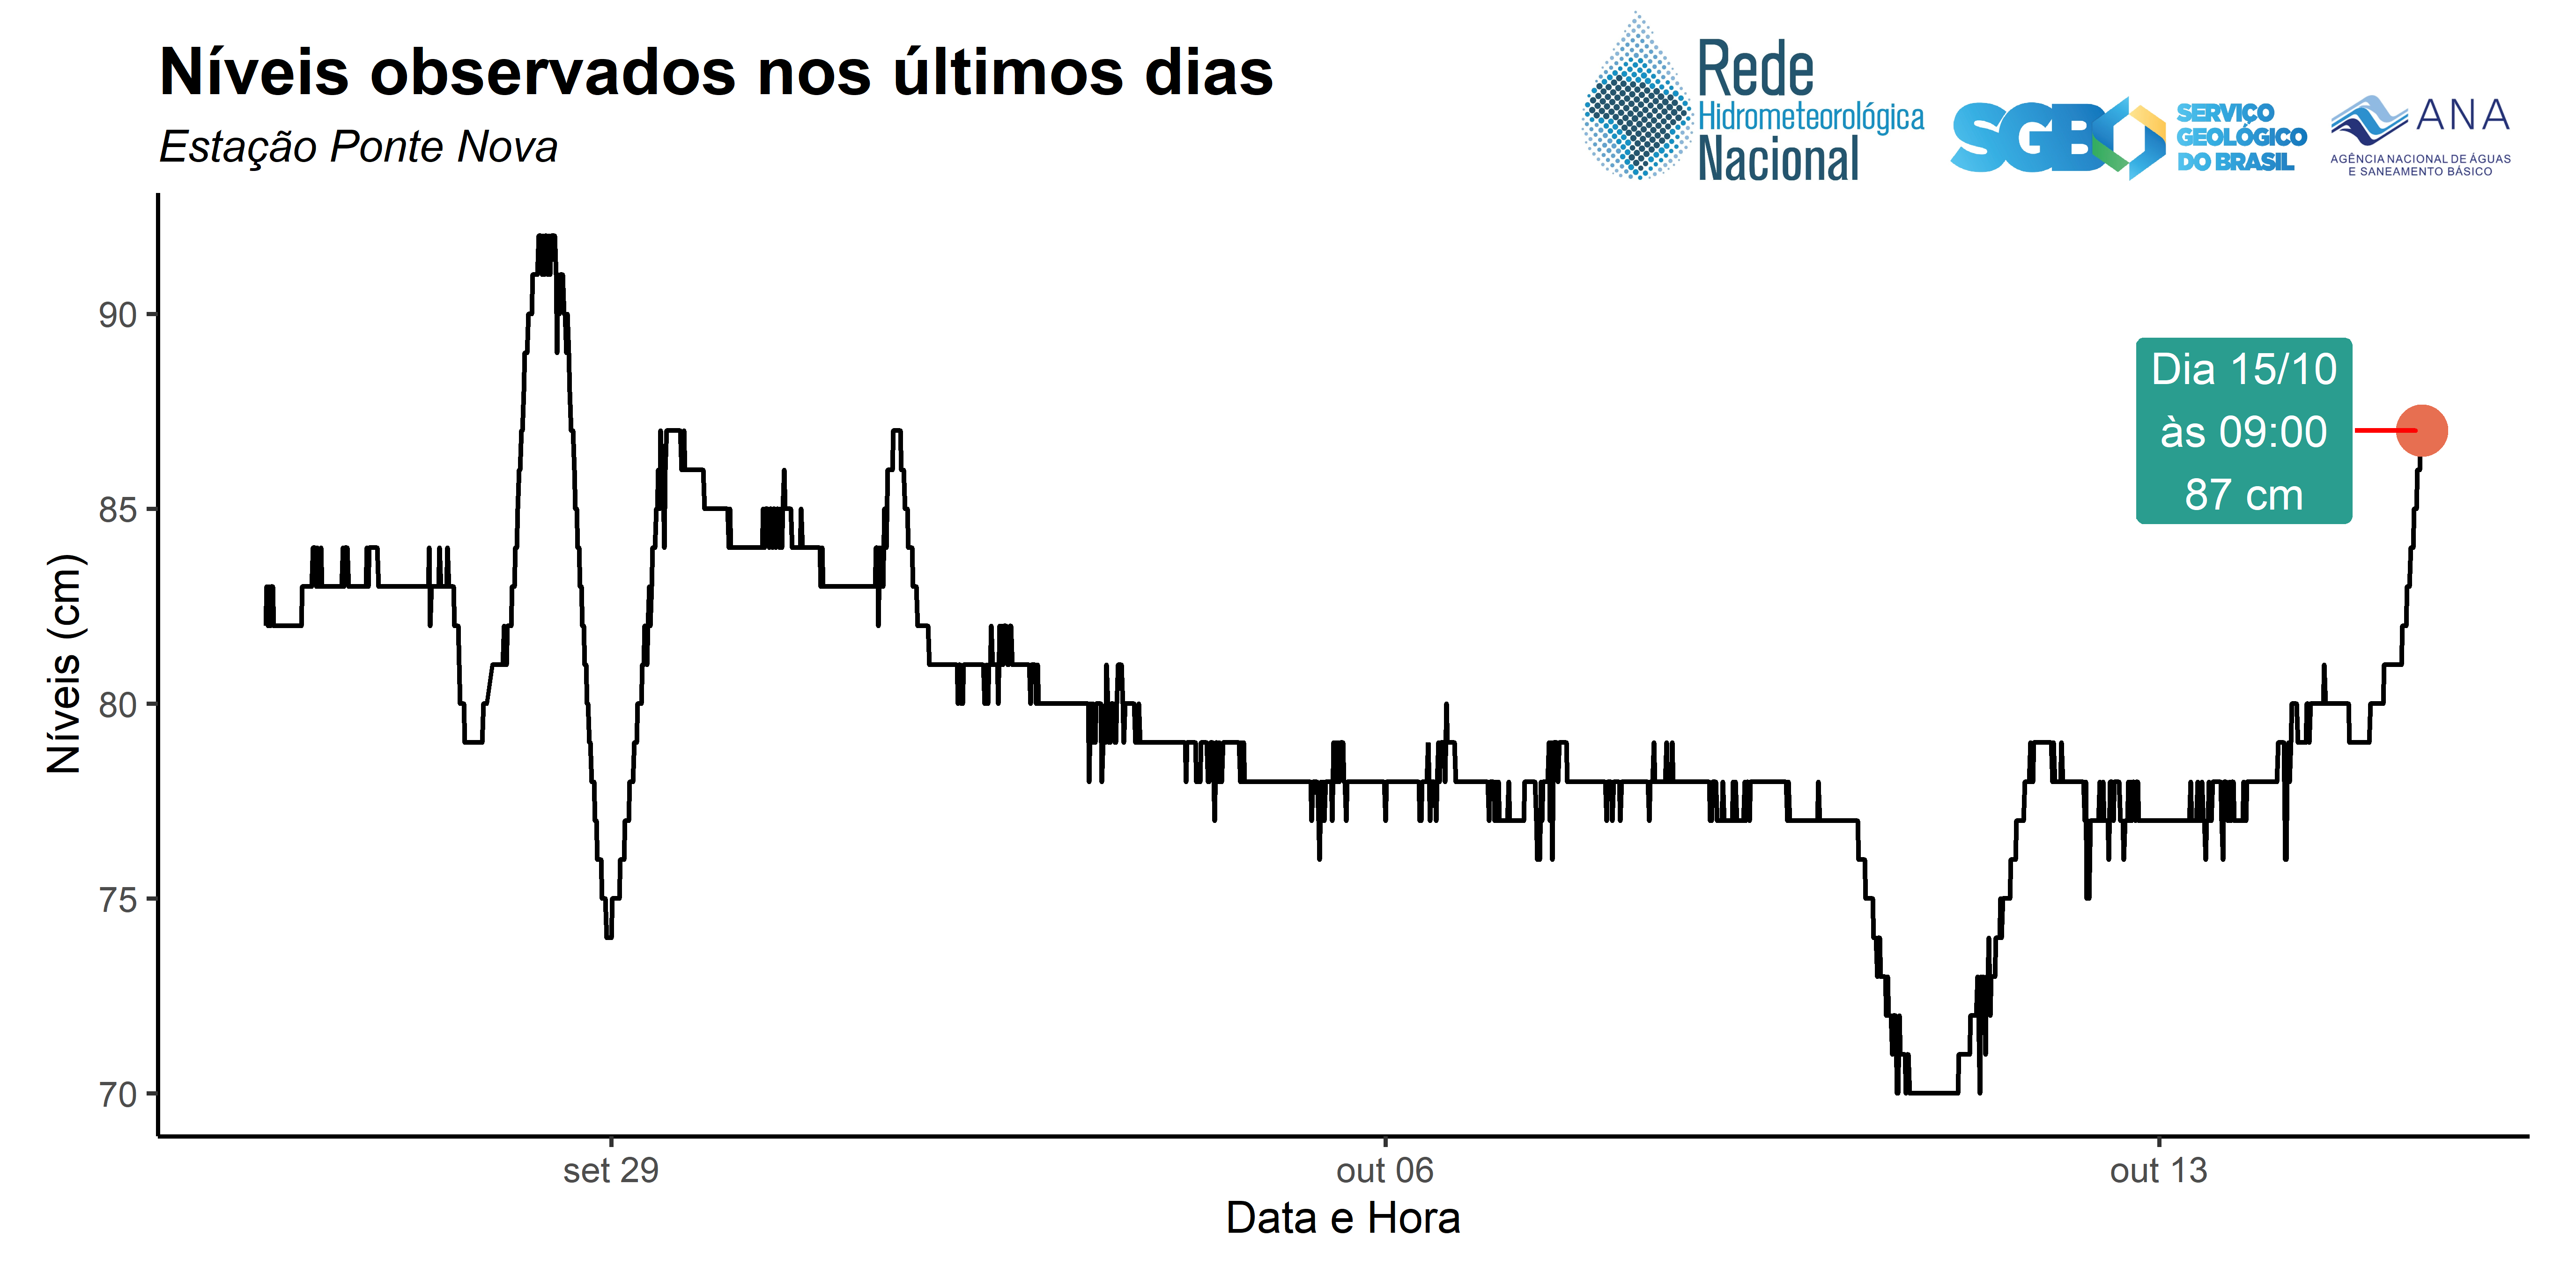 Níveis observados nos últimos dias
Estação Ponte Nova
Rede
Hidrometeorológica
Nacional
SGB
SERVIÇO
GEOLÓGICO
DO BRASIL
ANA
AGÊNCIA NACIONAL DE ÁGUAS
E SANEAMENTO BÁSICO
Níveis (cm)
90
85
80
75
70
Dia 15/10
às 09:00
87 cm
set 29
out 06
out 13
Data e Hora